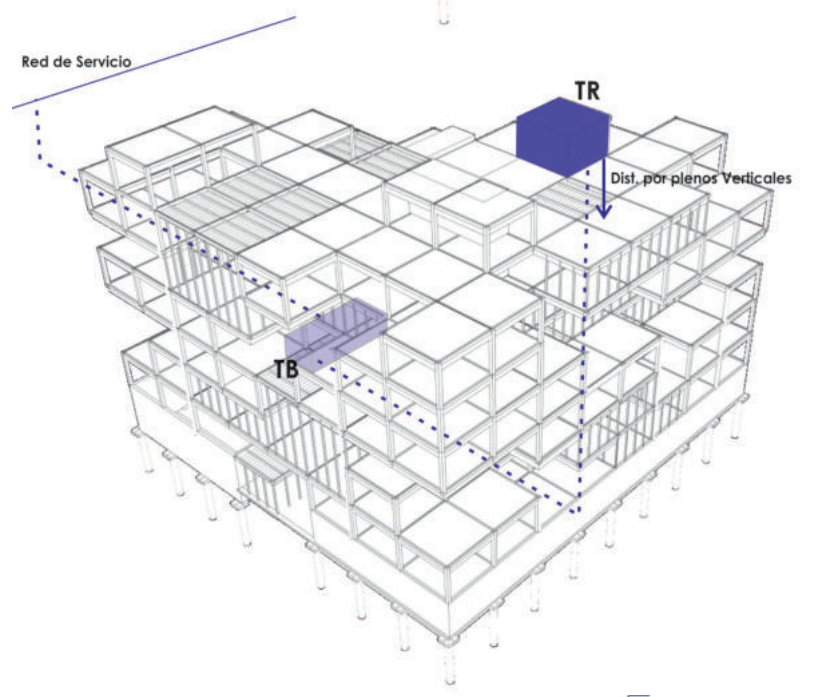 Red de Servicio
TR
Dist. por plenos Verticales
TB